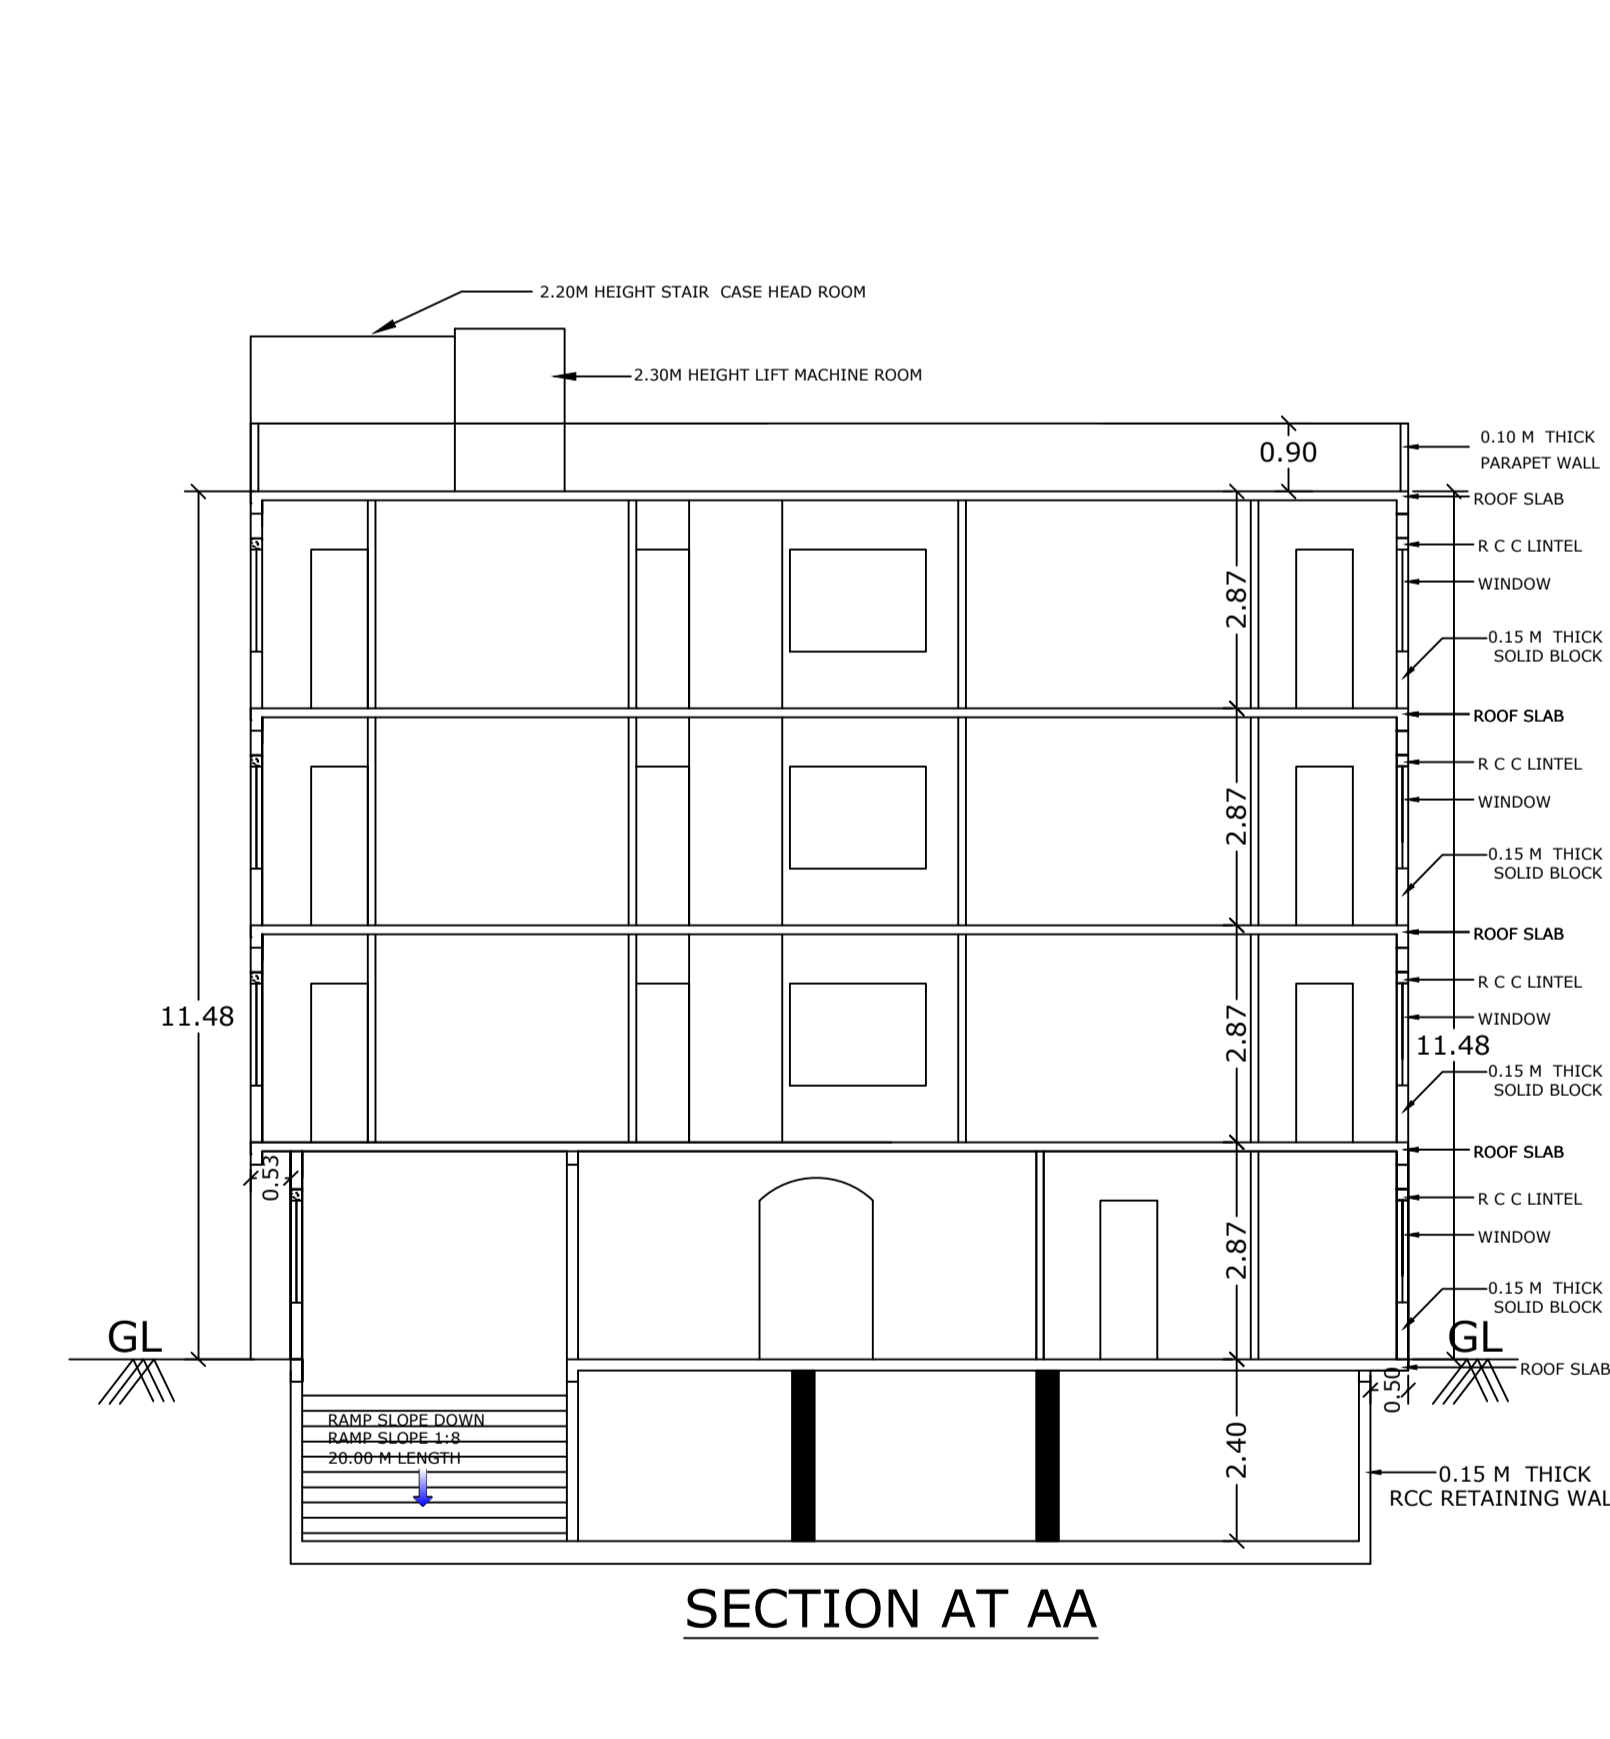 2.20M HEIGHT STAIR  CASE HEAD ROOM
2.30M HEIGHT LIFT MACHINE ROOM
0.90
0.10 M  THICK
PARAPET WALL
ROOF SLAB
R C C LINTEL
2.87
WINDOW
0.15 M  THICK
SOLID BLOCK
ROOF SLAB
R C C LINTEL
2.87
WINDOW
0.15 M  THICK
SOLID BLOCK
ROOF SLAB
R C C LINTEL
11.48
2.87
WINDOW
11.48
0.15 M  THICK
SOLID BLOCK
ROOF SLAB
0.53
R C C LINTEL
2.87
WINDOW
0.15 M  THICK
SOLID BLOCK
GL
GL
ROOF SLAB
0.50
RAMP SLOPE DOWN
RAMP SLOPE 1:8
20.00 M LENGTH
2.40
0.15 M  THICK
RCC RETAINING WAL
SECTION AT AA